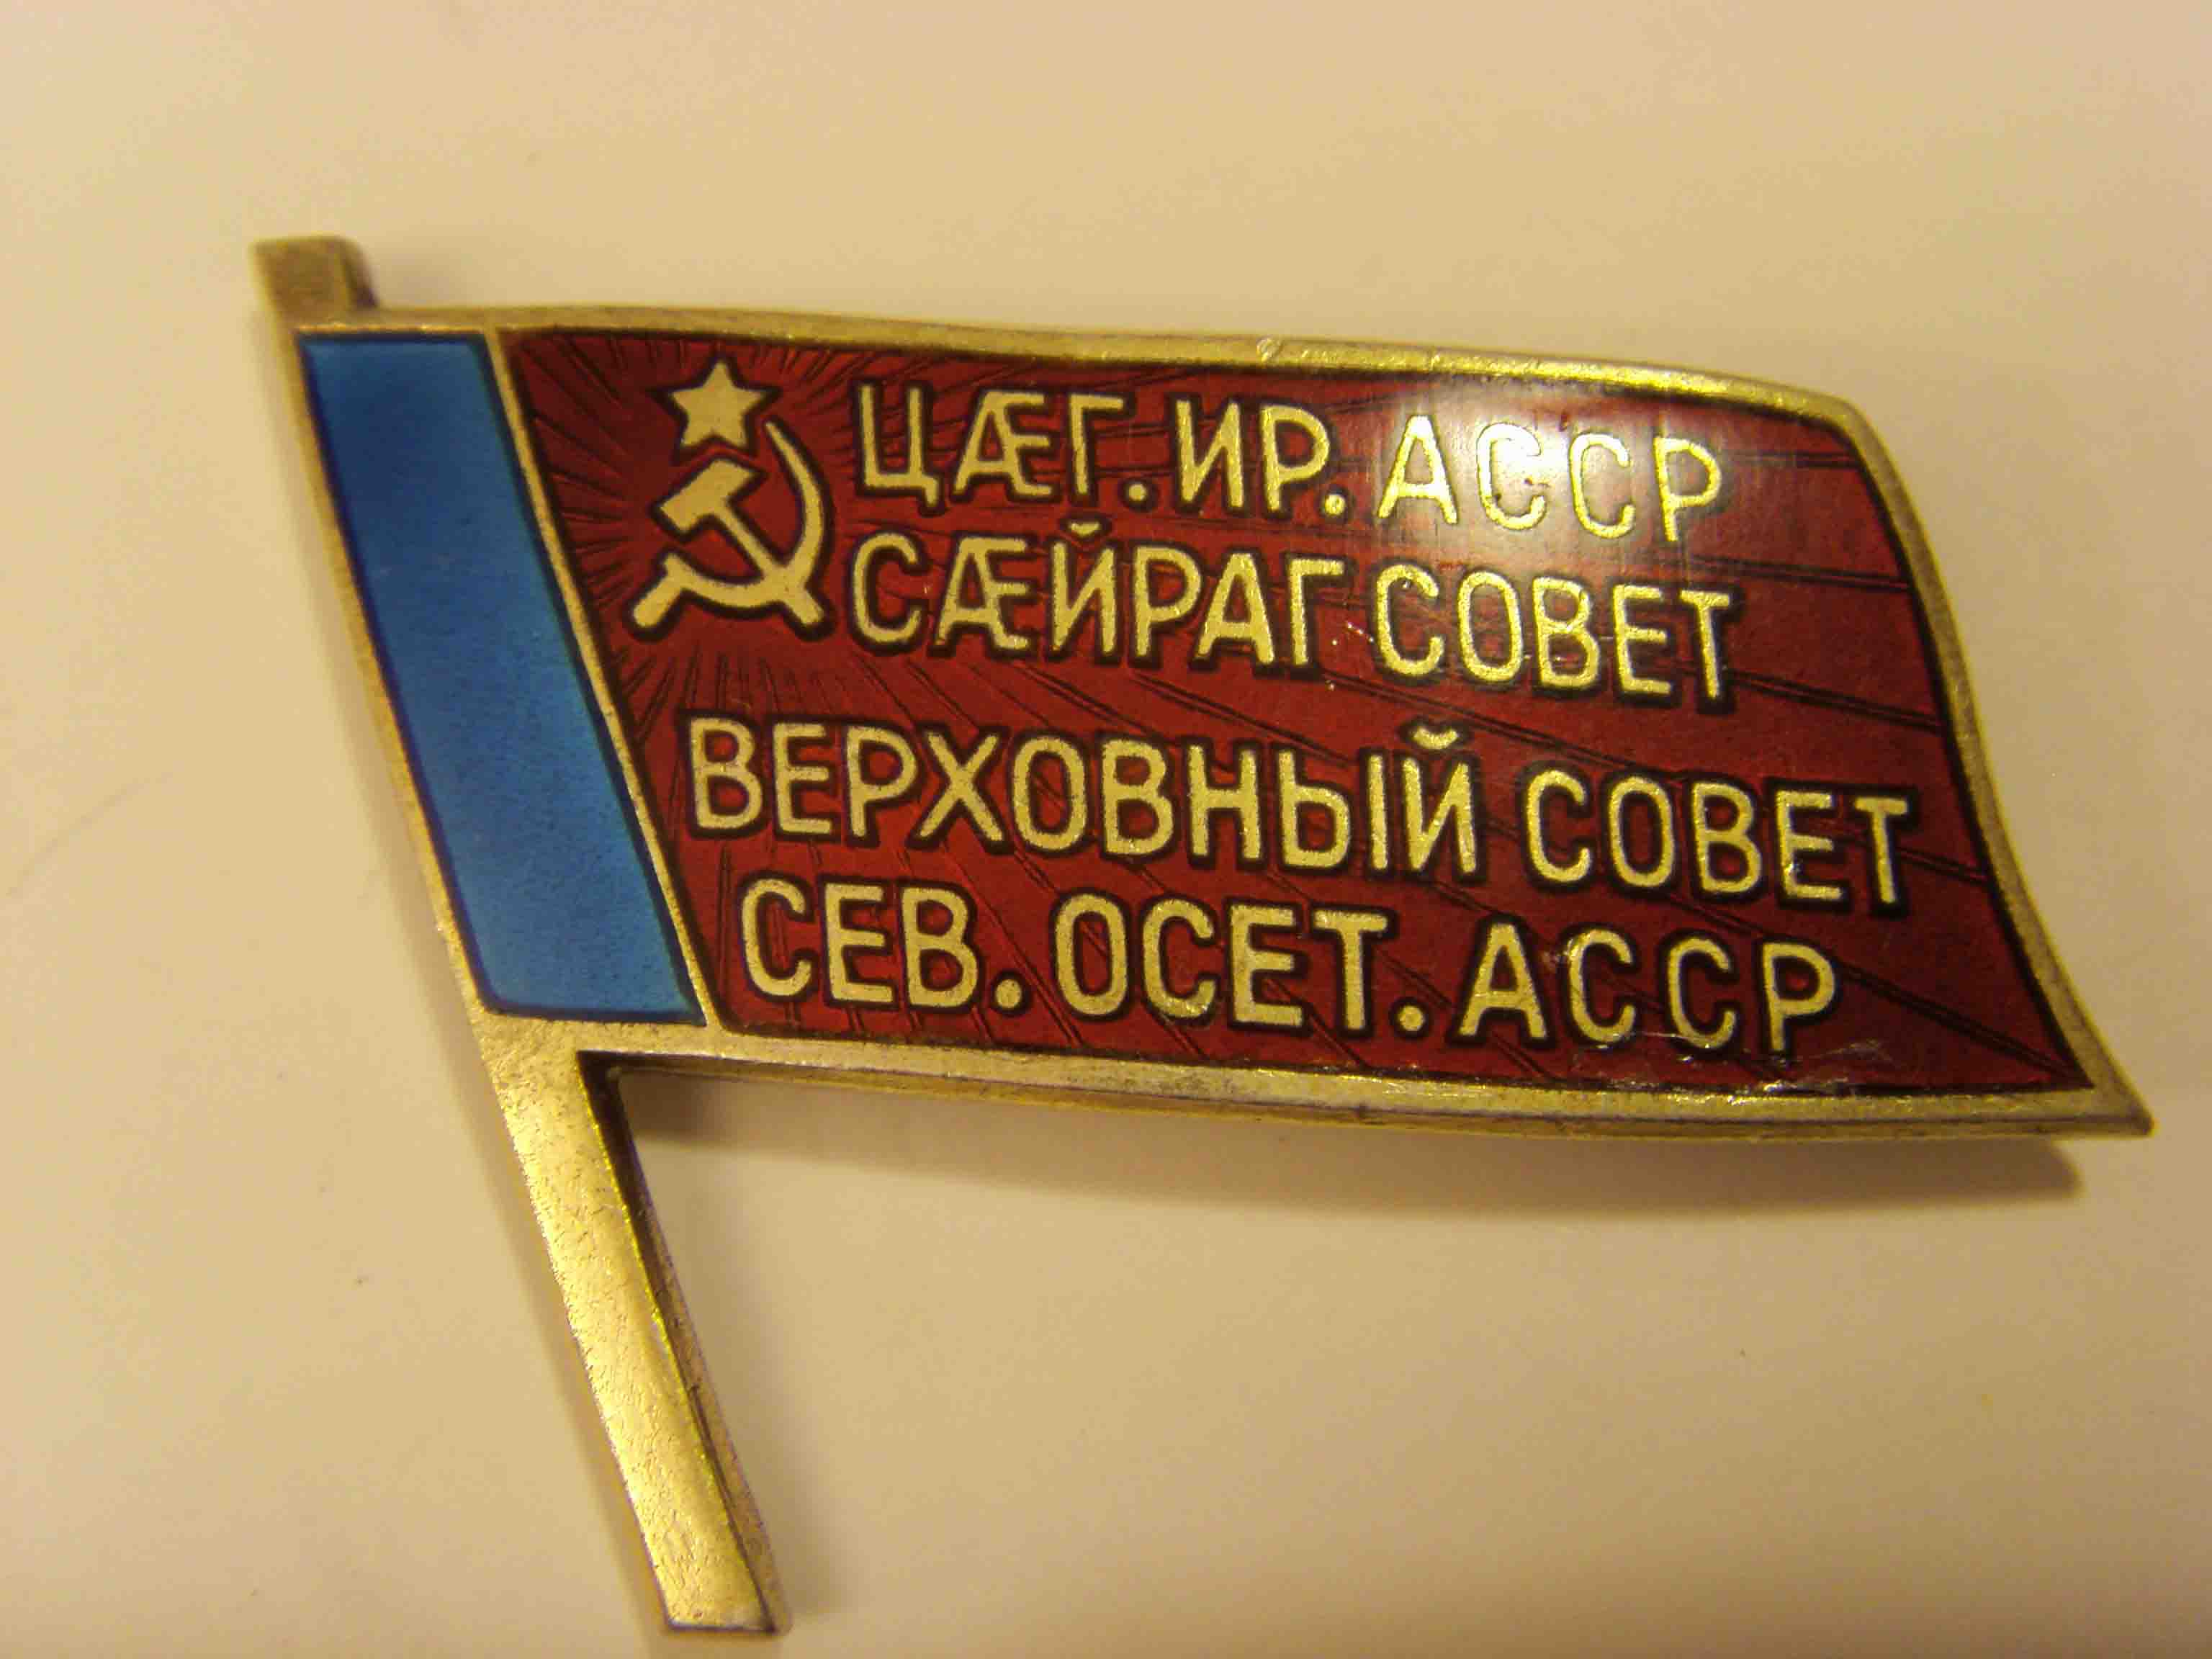 ЦÆГ. ИР. АССР
СÆЙРАГ СОВЕТ
ВЕРХОВНЫЙ СОВЕТ
СЕВ. ОСЕТ. АССР